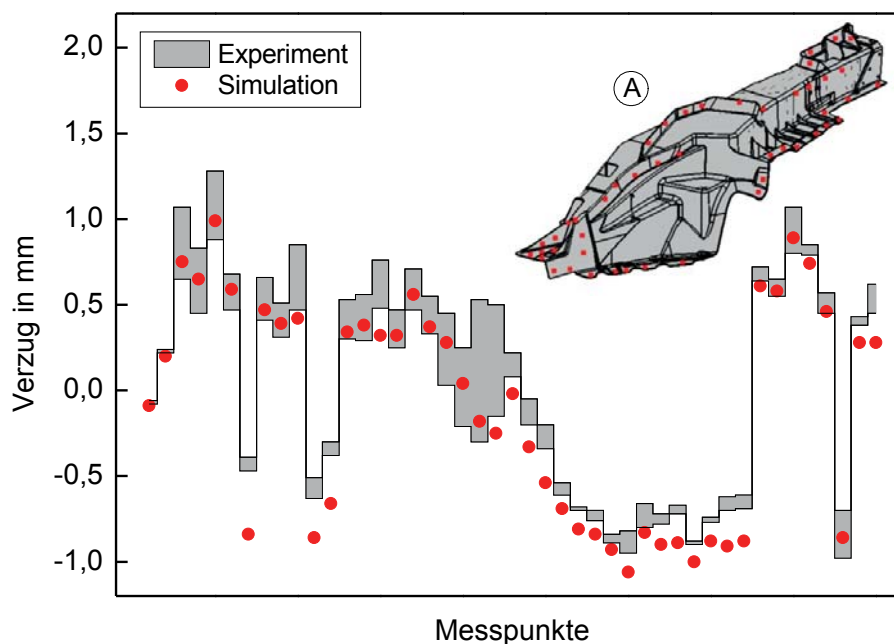 2,0
1,5
1,0
0,5
0,0
-0,5
-1,0
Verzug in mm
Experiment
Simulation
A
Messpunkte